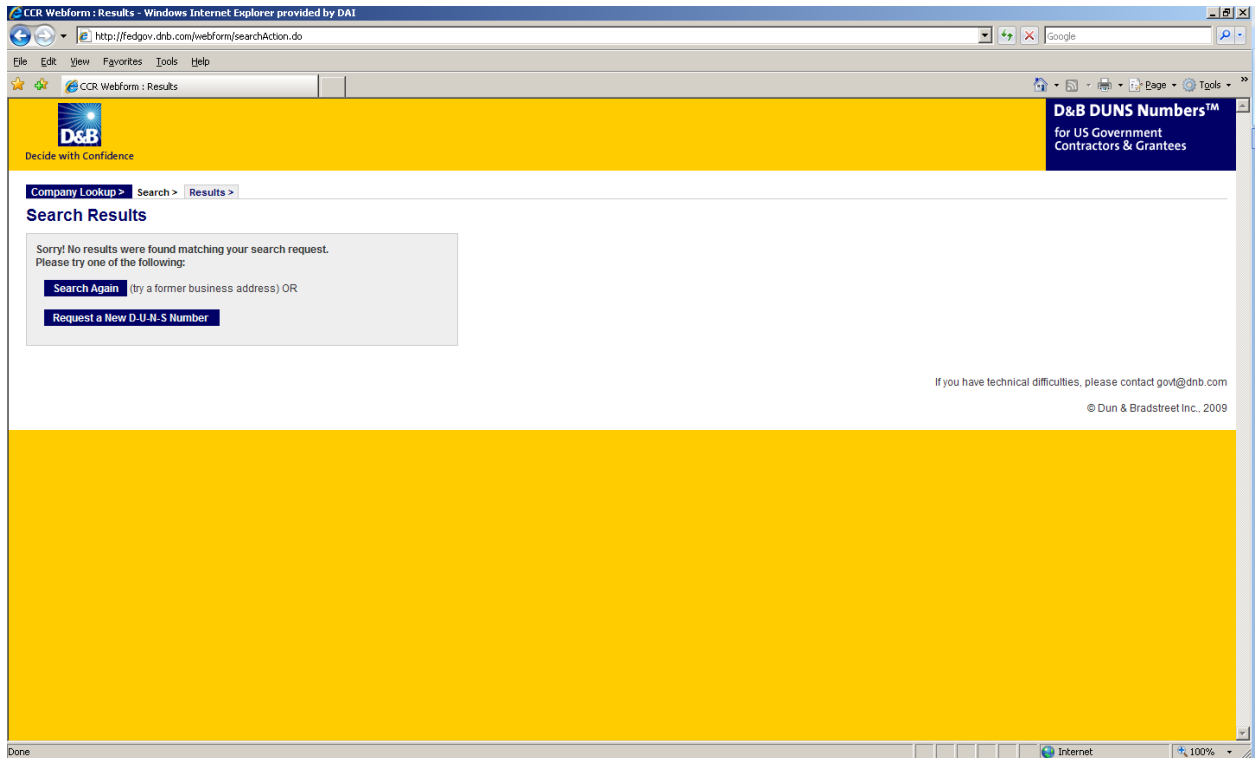 CCR Webform : Results - Windows Internet Explorer provided by DAI
http://fedgov.dnb.com/webform/searchAction.do
Google
File Edit View Favorites Tools Help
CCR Webform : Results
Page Tools
D&B
Decide with Confidence
D&B DUNS Numbers™
for US Government
Contractors & Grantees
Company Lookup > Search > Results >
Search Results
Sorry! No results were found matching your search request.
Please try one of the following:
Search Again (try a former business address) OR
Request a New D-U-N-S Number
If you have technical difficulties, please contact govt@dnb.com
© Dun & Bradstreet Inc., 2009
Done
Internet
100%